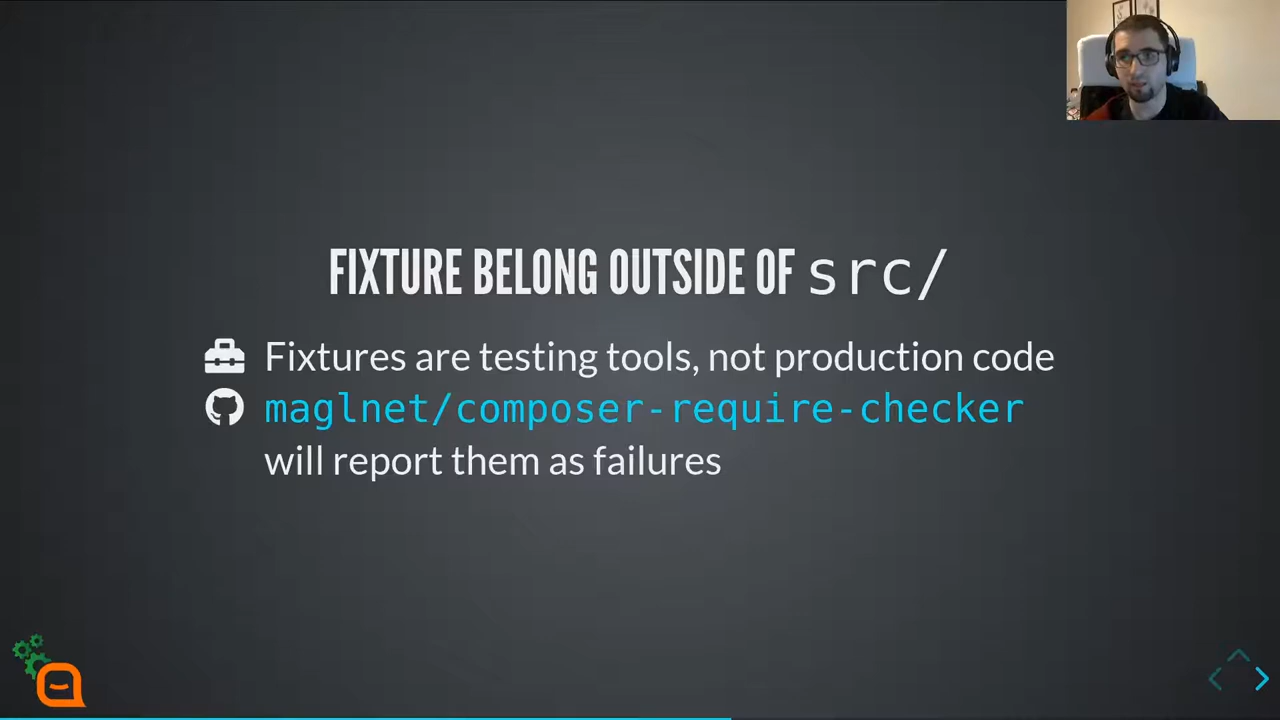 FIXTURE BELONG OUTSIDE OF src/
Fixtures are testing tools, not production code
maglnet/composer-require-checker
will report them as failures